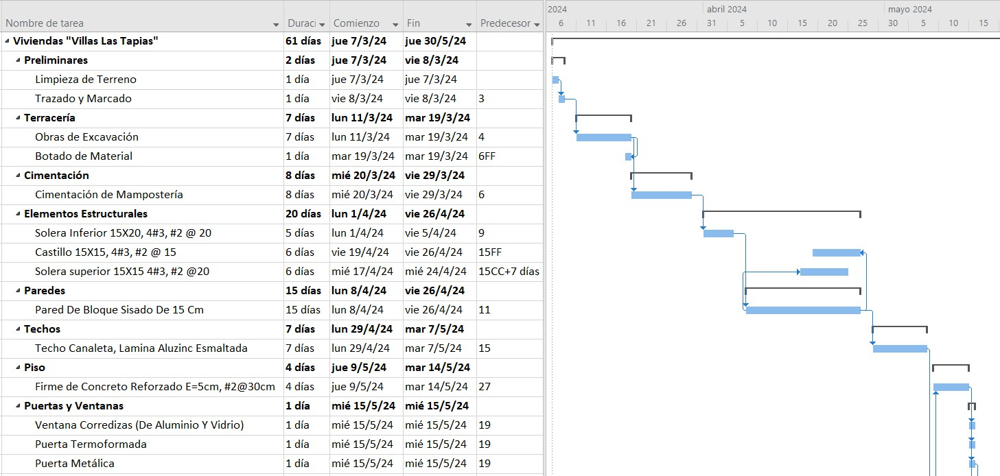 2024 abril 2024 mayo 2024
Nombre de tarea Duraci Comienzo Fin Predecesor 6 11 16 21 26 31 5 10 15 20 25 30 5 10 15
Viviendas "Villas Las Tapias" 61 días jue 7/3/24 jue 30/5/24
Preliminares 2 días jue 7/3/24 vie 8/3/24
Limpieza de Terreno 1 día jue 7/3/24 jue 7/3/24
Trazado y Marcado 1 día vie 8/3/24 vie 8/3/24 3
Terracería 7 días lun 11/3/24 mar 19/3/24
Obras de Excavación 7 días lun 11/3/24 mar 19/3/24 4
Botado de Material 1 día mar 19/3/24 mar 19/3/24 6FF
Cimentación 8 días mié 20/3/24 vie 29/3/24
Cimentación de Mampostería 8 días mié 20/3/24 vie 29/3/24 6
Elementos Estructurales 20 días lun 1/4/24 vie 26/4/24
Solera Inferior 15X20, 4#3, #2 @ 20 5 días lun 1/4/24 vie 5/4/24 9
Castillo 15X15, 4#3, #2 @ 15 6 días vie 19/4/24 vie 26/4/24 15FF
Solera superior 15X15 4#3, #2 @20 6 días mié 17/4/24 mié 24/4/24 15CC+7 días
Paredes 15 días lun 8/4/24 vie 26/4/24
Pared De Bloque Sisado De 15 Cm 15 días lun 8/4/24 vie 26/4/24 11
Techos 7 días lun 29/4/24 mar 7/5/24
Techo Canaleta, Lamina Aluzinc Esmaltada 7 días lun 29/4/24 mar 7/5/24 15
Piso 4 días jue 9/5/24 mar 14/5/24
Firme de Concreto Reforzado E=5cm, #2@30cm 4 días jue 9/5/24 mar 14/5/24 27
Puertas y Ventanas 1 día mié 15/5/24 mié 15/5/24
Ventana Corredizas (De Aluminio Y Vidrio) 1 día mié 15/5/24 mié 15/5/24 19
Puerta Termoformada 1 día mié 15/5/24 mié 15/5/24 19
Puerta Metálica 1 día mié 15/5/24 mié 15/5/24 19